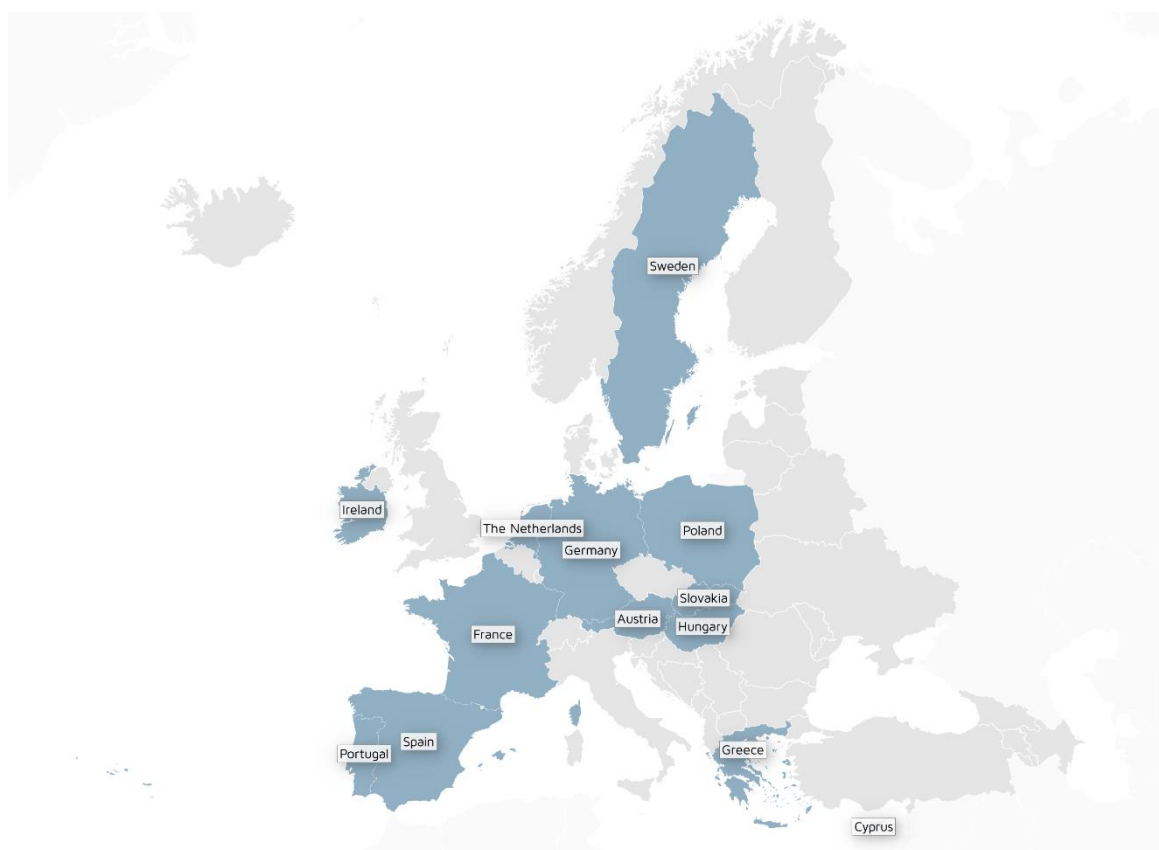 Sweden
Ireland
The Netherlands
Poland
Germany
Slovakia
Austria
Hungary
France
Spain
Portugal
Greece
Cyprus